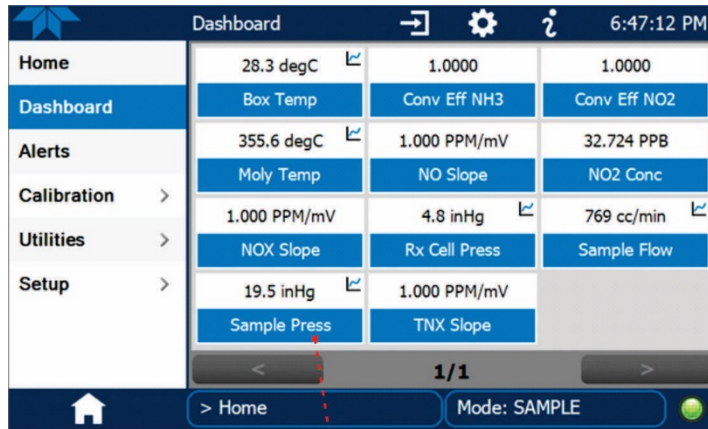 Dashboard
6:47:12 PM
Home
Dashboard
Alerts
Calibration >
Utilities >
Setup >
28.3 degC
Box Temp
1.0000
Conv Eff NH3
1.0000
Conv Eff NO2
355.6 degC
Moly Temp
1.000 PPM/mV
NO Slope
32.724 PPB
NO2 Conc
1.000 PPM/mV
NOX Slope
4.8 inHg
Rx Cell Press
769 cc/min
Sample Flow
19.5 inHg
Sample Press
1.000 PPM/mV
TNX Slope
< 1/1 >
> Home
Mode: SAMPLE